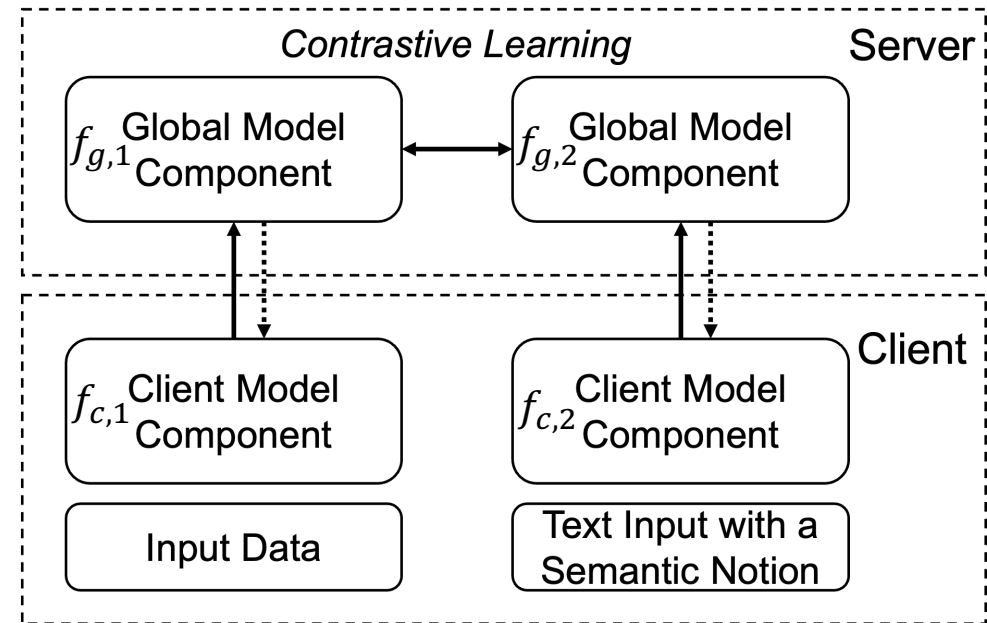 Contrastive Learning
Server
f_{g,1} Global Model
Component
f_{g,2} Global Model
Component
Client
f_{c,1} Client Model
Component
f_{c,2} Client Model
Component
Input Data
Text Input with a
Semantic Notion